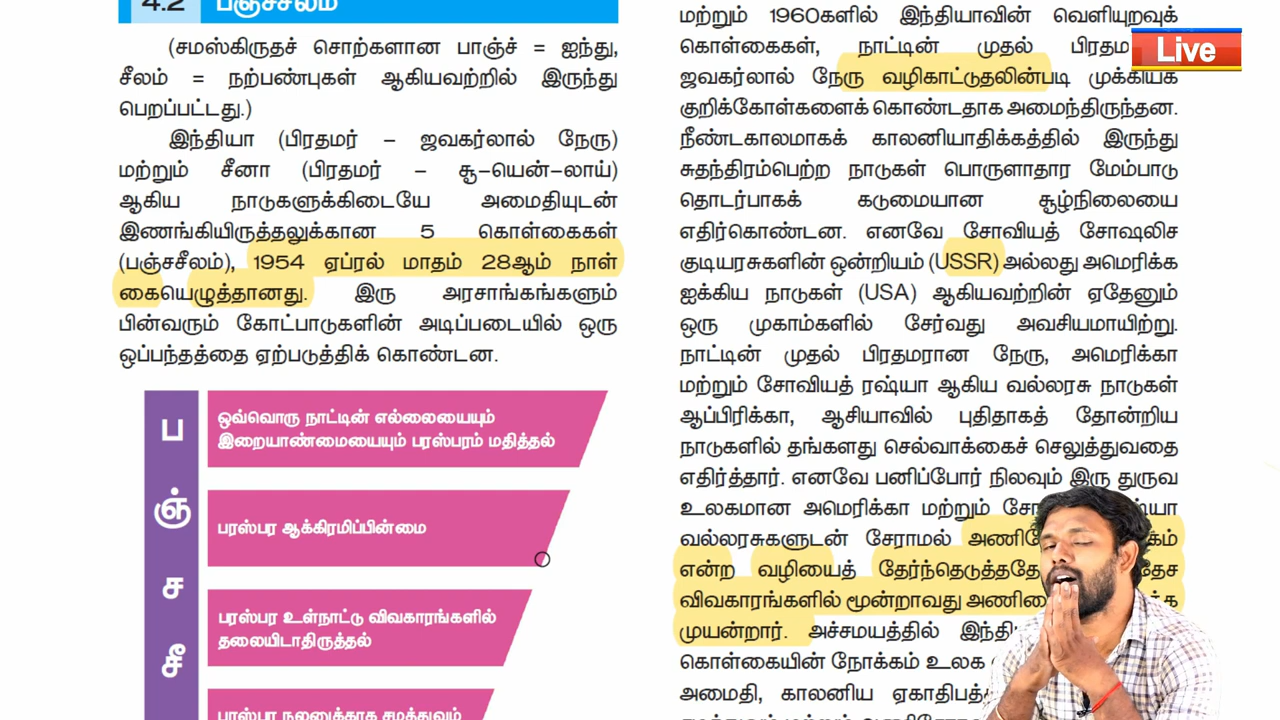 4.2 பஞ்சசீலம்
(சமஸ்கிருதச் சொற்களான பாஞ்ச் = ஐந்து,
சீலம் = நற்பண்புகள் ஆகியவற்றில் இருந்து
பெறப்பட்டது.)
இந்தியா (பிரதமர் – ஜவகர்லால் நேரு)
மற்றும் சீனா (பிரதமர் – சூ–யென்–லாய்)
ஆகிய நாடுகளுக்கிடையே அமைதியுடன்
இணங்கியிருத்தலுக்கான 5 கொள்கைகள்
(பஞ்சசீலம்), 1954 ஏப்ரல் மாதம் 28ஆம் நாள்
கையெழுத்தானது. இரு அரசாங்கங்களும்
பின்வரும் கோட்பாடுகளின் அடிப்படையில் ஒரு
ஒப்பந்தத்தை ஏற்படுத்திக் கொண்டன.
ப
ஞ்
ச
சீ
ஒவ்வொரு நாட்டின் எல்லையையும்
இறையாண்மையையும் பரஸ்பரம் மதித்தல்
பரஸ்பர ஆக்கிரமிப்பின்மை
பரஸ்பர உள்நாட்டு விவகாரங்களில்
தலையிடாதிருத்தல்
பரஸ்பர நலனுக்காக சமத்துவம்
மற்றும் 1960களில் இந்தியாவின் வெளியுறவுக்
கொள்கைகள், நாட்டின் முதல்
ஜவகர்லால் நேரு வழிகாட்டுதலின்படி முக்கியக்
குறிக்கோள்களைக் கொண்டதாக அமைந்திருந்தன.
நீண்டகாலமாகக் காலனியாதிக்கத்தில் இருந்து
சுதந்திரம்பெற்ற நாடுகள் பொருளாதார மேம்பாடு
தொடர்பாகக் கடுமையான சூழ்நிலையை
எதிர்கொண்டன. எனவே சோவியத் சோஷலிச
குடியரசுகளின் ஒன்றியம் (USSR) அல்லது அமெரிக்க
ஐக்கிய நாடுகள் (USA) ஆகியவற்றின் ஏதேனும்
ஒரு முகாம்களில் சேர்வது அவசியமாயிற்று.
நாட்டின் முதல் பிரதமரான நேரு, அமெரிக்கா
மற்றும் சோவியத் ரஷ்யா ஆகிய வல்லரசு நாடுகள்
ஆப்பிரிக்கா, ஆசியாவில் புதிதாகத் தோன்றிய
நாடுகளில் தங்களது செல்வாக்கைச் செலுத்துவதை
எதிர்த்தார். எனவே பனிப்போர் நிலவும் இரு துருவ
உலகமான அமெரிக்கா மற்றும்
வல்லரசுகளுடன் சேராமல்
என்ற வழியைத்
விவகாரங்களில் மூன்றாவது
முயன்றார். அச்சமயத்தில்
கொள்கையின் நோக்கம் உலக
அமைதி, காலனிய
Live